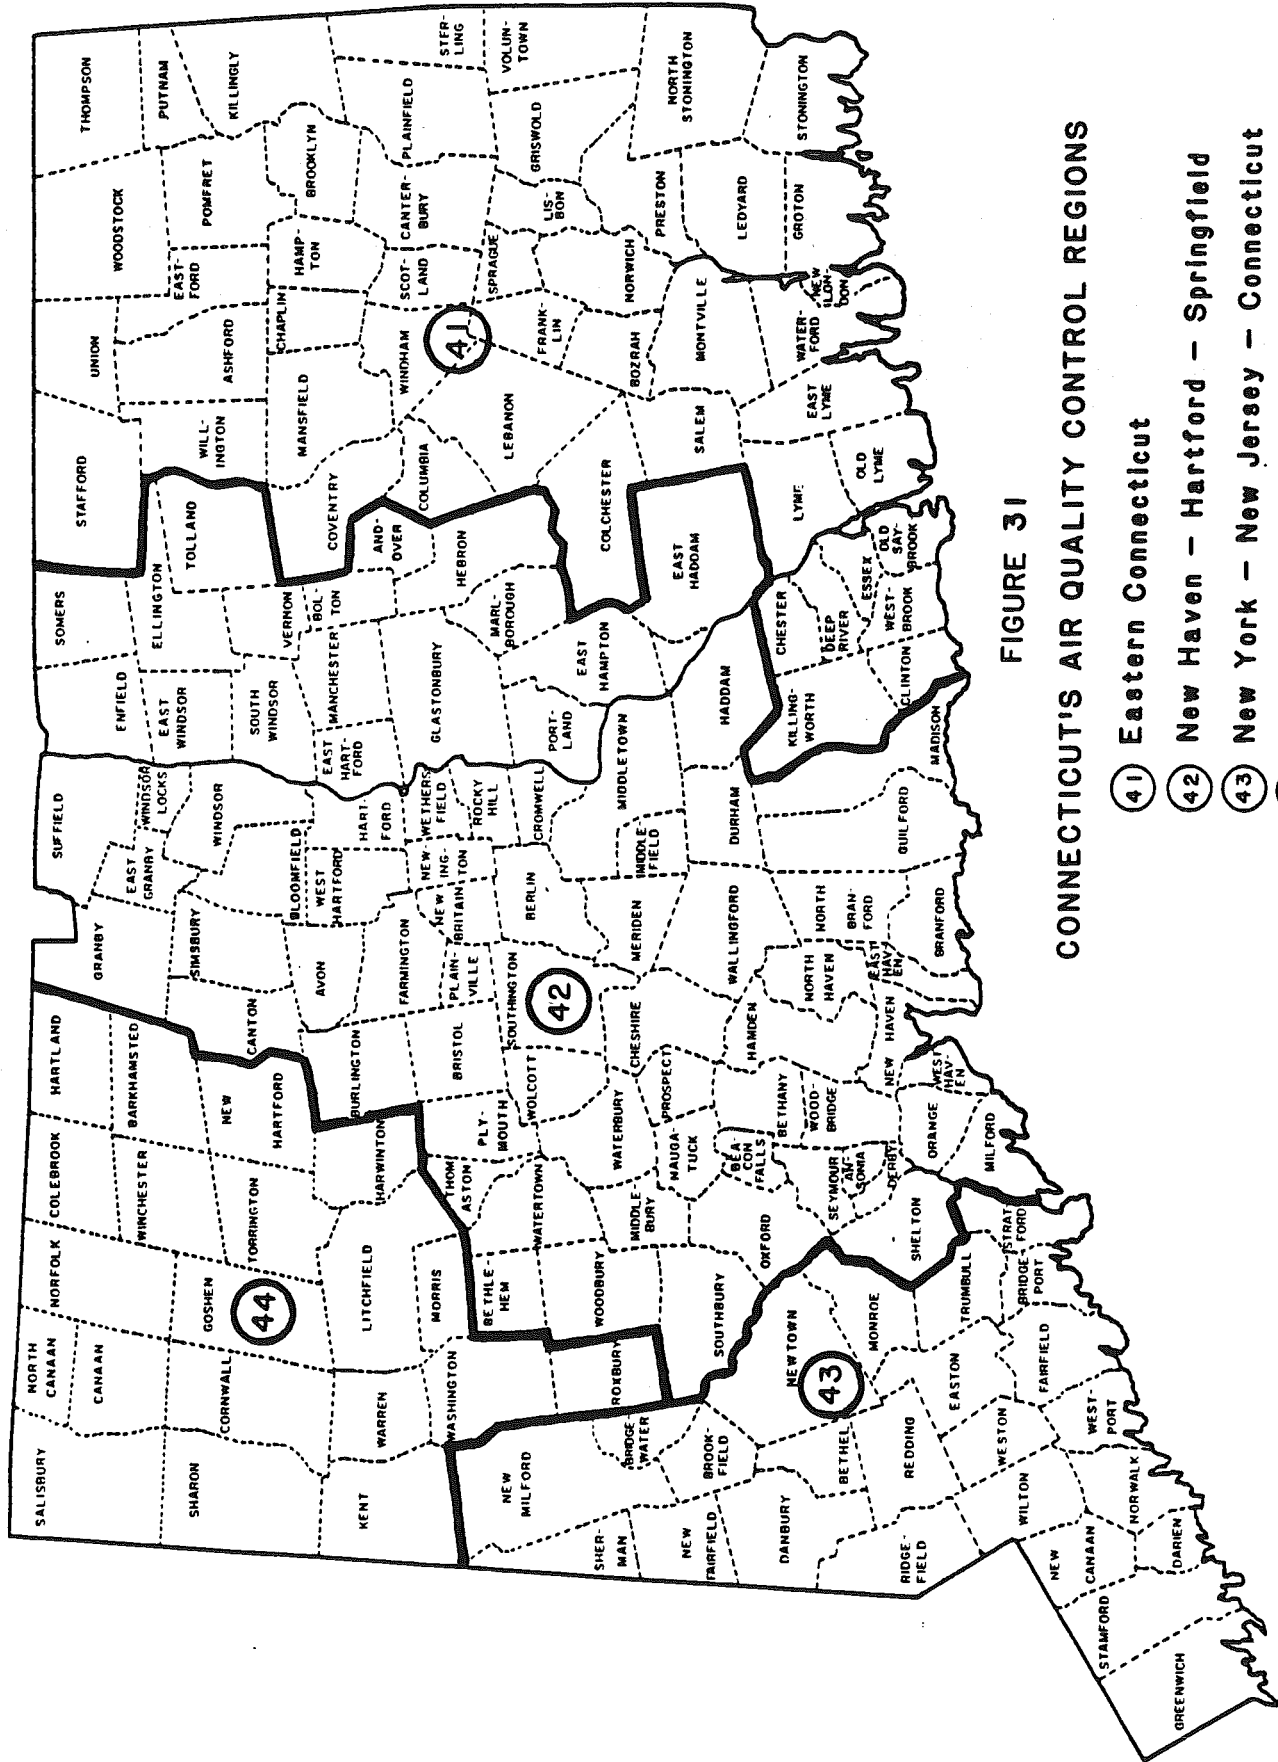 SALISBURY
NORTH
CANAAN
NORFOLK
COLEBROOK
HARTLAND
SUFFIELD
ENFIELD
SOMERS
STAFFORD
UNION
WOODSTOCK
THOMPSON
CANAAN
WINCHESTER
BARKHAMSTED
GRANBY
EAST
GRANBY
WINDSOR
LOCKS
EAST
WINDSOR
ELLINGTON
WILL-
INGTON
ASHFORD
EAST-
FORD
POMFRET
PUTNAM
SHARON
CORNWALL
GOSHEN
TORRINGTON
NEW
HARTFORD
CANTON
SIMSBURY
WINDSOR
BLOOMFIELD
SOUTH
WINDSOR
TOLLAND
VERNON
KILLINGLY
KENT
WARREN
LITCHFIELD
HARWINTON
BURLINGTON
AVON
WEST
HARTFORD
HART-
FORD
EAST
HART-
FORD
MANCHESTER
BOL-
TON
COVENTRY
MANSFIELD
CHAPLIN
HAMP-
TON
BROOKLYN
NEW
MILFORD
WASHINGTON
MORRIS
BETHLE-
HEM
THOM
ASTON
PLY-
MOUTH
BRISTOL
FARMINGTON
PLAIN-
VILLE
NEW
BRITAIN
NEW-
ING-
TON
WETHERS
FIELD
ROCKY
HILL
GLASTONBURY
AND-
OVER
HEBRON
COLUMBIA
WINDHAM
SCOT-
LAND
CANTER-
BURY
PLAINFIELD
STER-
LING
SHER-
MAN
BRIDGE-
WATER
ROXBURY
WOODBURY
WATERTOWN
WOLCOTT
SOUTHINGTON
BERLIN
CROMWELL
PORT-
LAND
MARL-
BOROUGH
EAST
HAMPTON
LEBANON
FRANK-
LIN
SPRAGUE
LIS-
BON
GRISWOLD
VOLUN-
TOWN
NEW
FAIRFIELD
BROOK-
FIELD
SOUTHBURY
MIDDLE-
BURY
WATERBURY
NAUGA-
TUCK
PROSPECT
CHESHIRE
MERIDEN
MIDDLE-
FIELD
MIDDLETOWN
COLCHESTER
BOZRAH
NORWICH
PRESTON
NORTH
STONINGTON
DANBURY
BETHEL
NEWTOWN
OXFORD
SEYMOUR
BEA-
CON
FALLS
BETHANY
WOOD-
BRIDGE
HAMDEN
WALLINGFORD
DURHAM
HADDAM
EAST
HADDAM
SALEM
MONTVILLE
LEDYARD
RIDGE-
FIELD
REDDING
MONROE
SHELTON
AN-
SONIA
DERBY
ORANGE
NEW HAVEN
NORTH
HAVEN
EAST
HAV-
EN
NORTH
BRAN-
FORD
GUILFORD
MADISON
KILLING-
WORTH
CHESTER
DEEP
RIVER
ESSEX
LYME
EAST
LYME
WATER-
FORD
NEW
LON-
DON
GROTON
STONINGTON
WILTON
WESTON
EASTON
TRUMBULL
STRAT-
FORD
MILFORD
WEST
HAV-
EN
BRANFORD
CLINTON
WEST-
BROOK
OLD
SAY-
BROOK
OLD
LYME
NEW
CANAAN
NORWALK
WEST-
PORT
FAIRFIELD
BRIDGE-
PORT
STAMFORD
DARIEN
GREENWICH
44
42
41
43
FIGURE 31
CONNECTICUT'S AIR QUALITY CONTROL REGIONS
41 Eastern Connecticut
42 New Haven - Hartford - Springfield
43 New York - New Jersey - Connecticut